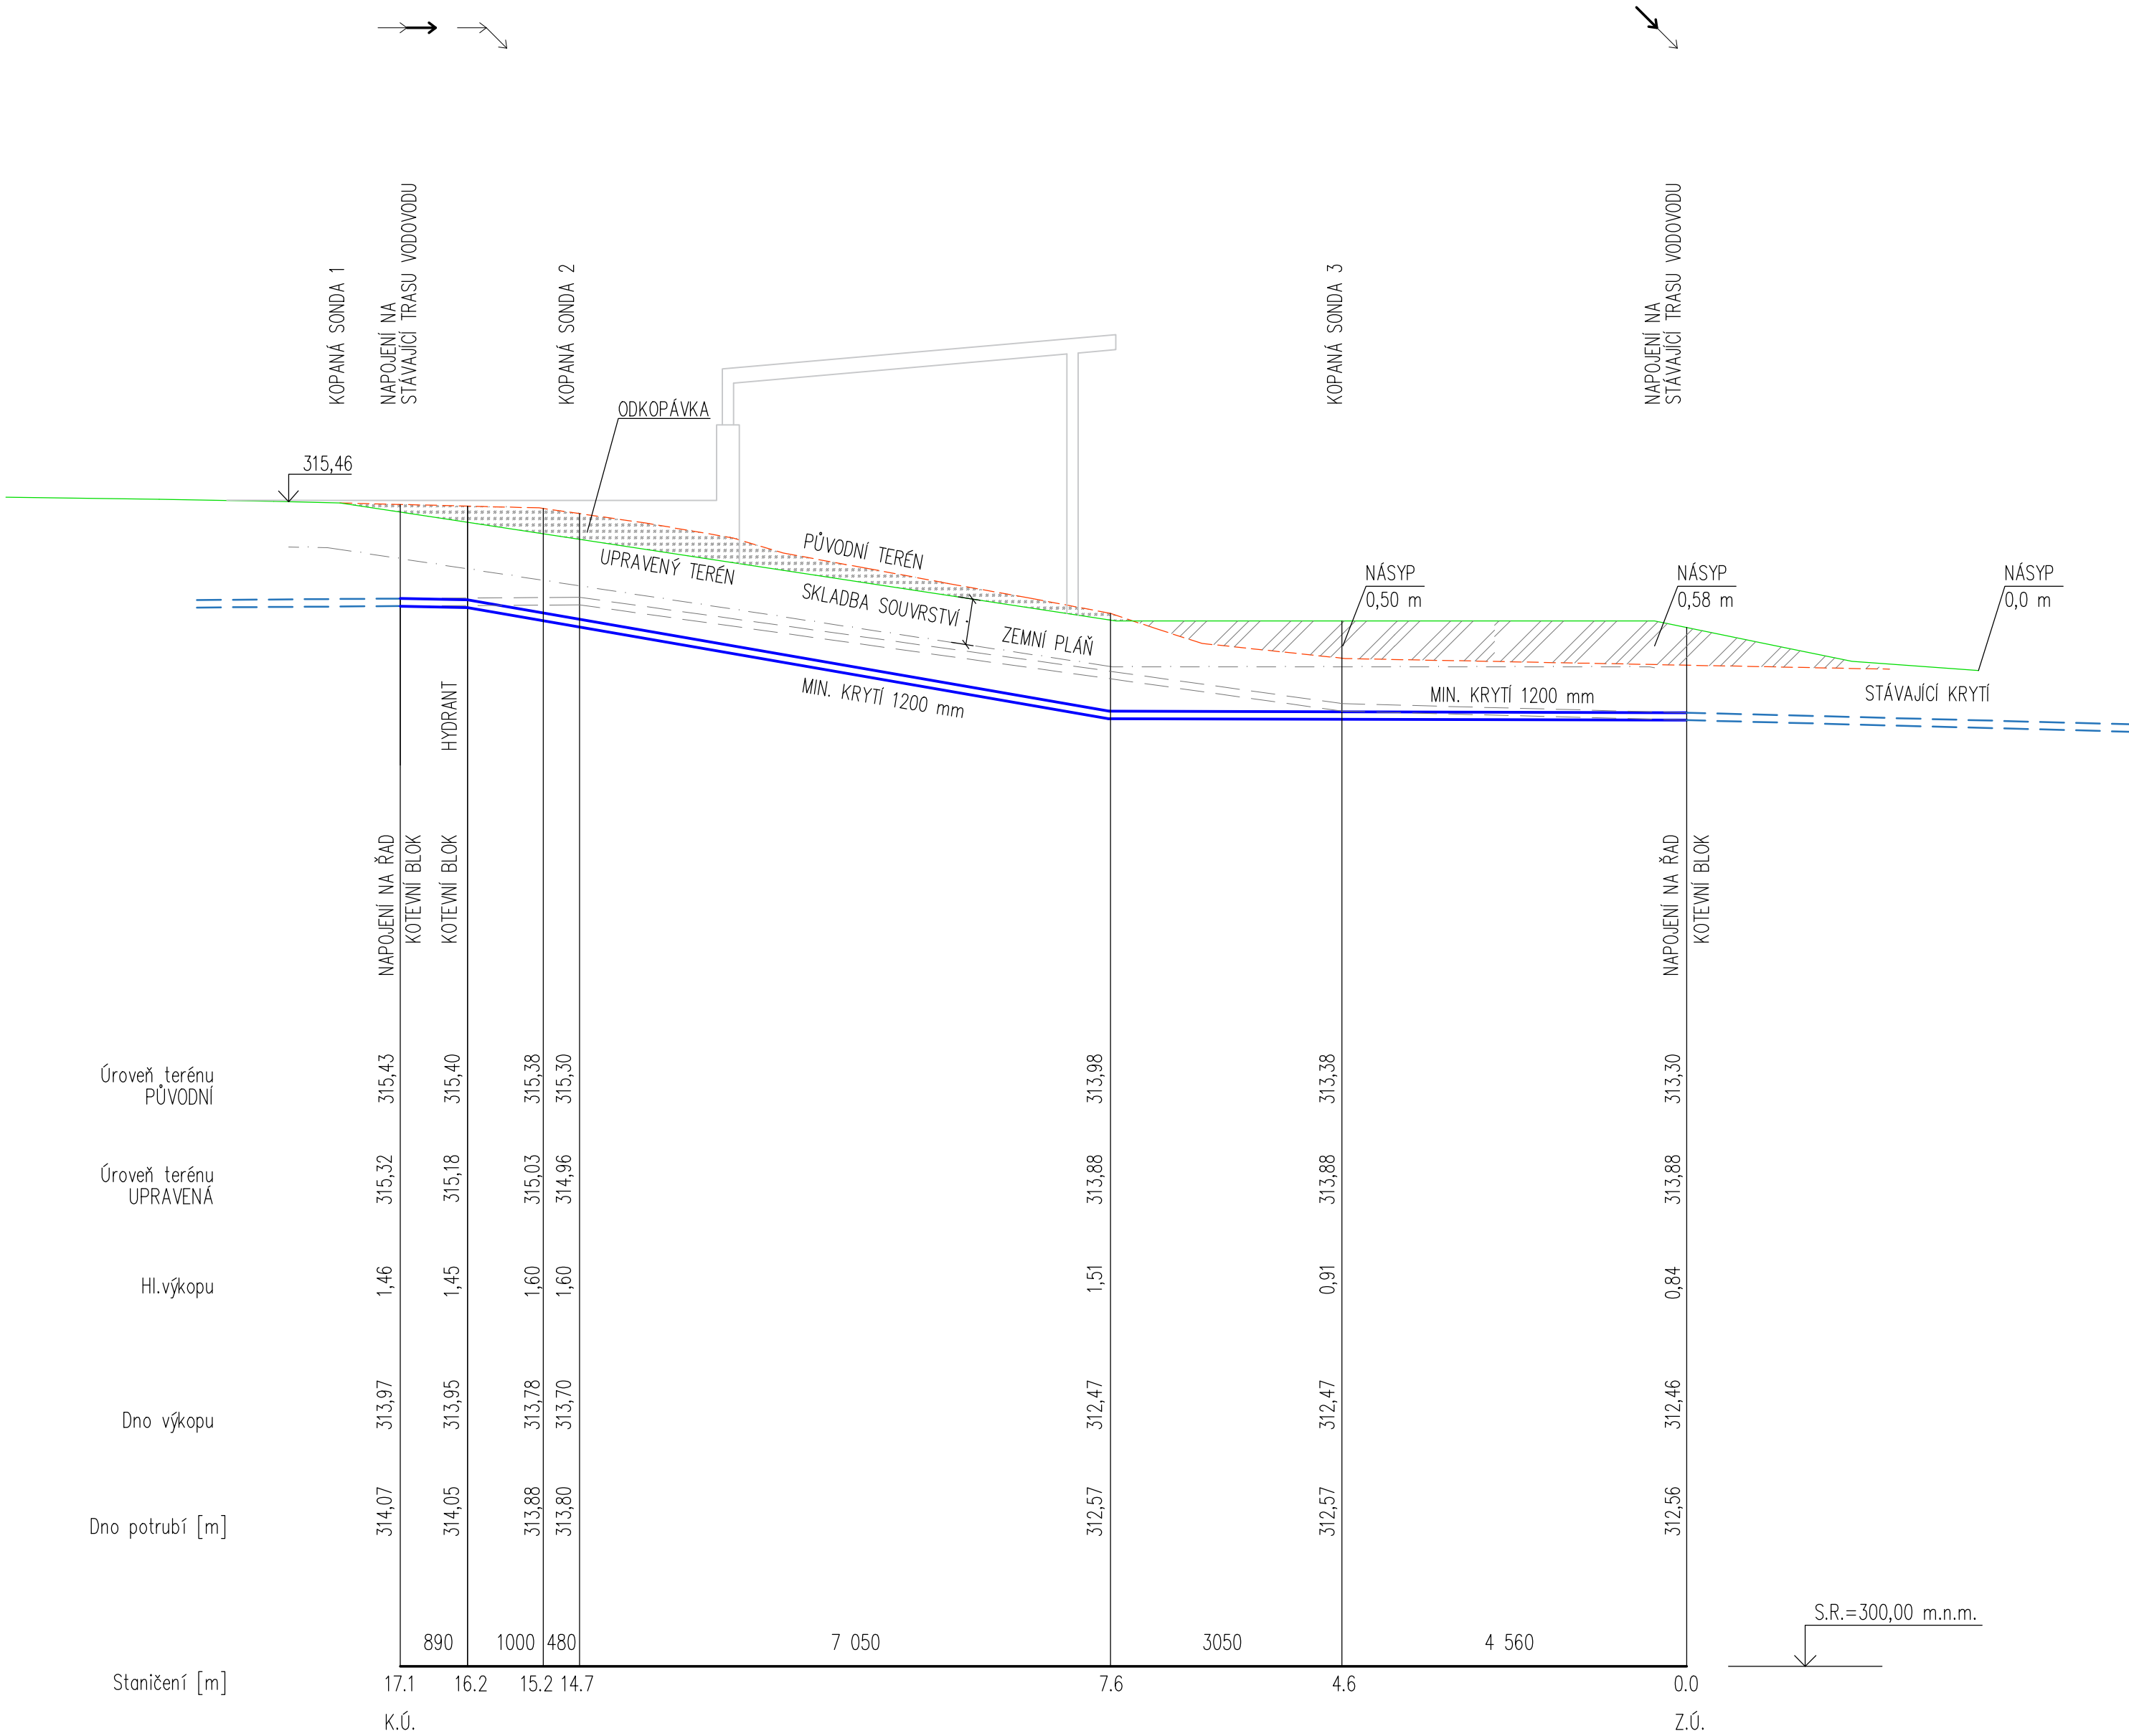 KOPANÁ SONDA 1
NAPOJENÍ NA
STÁVAJÍCÍ TRASU VODOVODU
KOPANÁ SONDA 2
KOPANÁ SONDA 3
NAPOJENÍ NA
STÁVAJÍCÍ TRASU VODOVODU
ODKOPÁVKA
315,46
PŮVODNÍ TERÉN
UPRAVENÝ TERÉN
SKLADBA SOUVRSTVÍ
ZEMNÍ PLÁŇ
NÁSYP
0,50 m
NÁSYP
0,58 m
NÁSYP
0,0 m
MIN. KRYTÍ 1200 mm
MIN. KRYTÍ 1200 mm
STÁVAJÍCÍ KRYTÍ
HYDRANT
NAPOJENÍ NA ŘAD
KOTEVNÍ BLOK
KOTEVNÍ BLOK
NAPOJENÍ NA ŘAD
KOTEVNÍ BLOK
Úroveň terénu
PŮVODNÍ
315,43
315,40
315,38
315,30
313,98
313,38
313,30
Úroveň terénu
UPRAVENÁ
315,32
315,18
315,03
314,96
313,88
313,88
313,88
Hl.výkopu
1,46
1,45
1,60
1,60
1,51
0,91
0,84
Dno výkopu
313,97
313,95
313,78
313,70
312,47
312,47
312,46
Dno potrubí [m]
314,07
314,05
313,88
313,80
312,57
312,57
312,56
S.R.=300,00 m.n.m.
890
1000
480
7 050
3050
4 560
Staničení [m]
17.1
16.2
15.2
14.7
7.6
4.6
0.0
K.Ú.
Z.Ú.